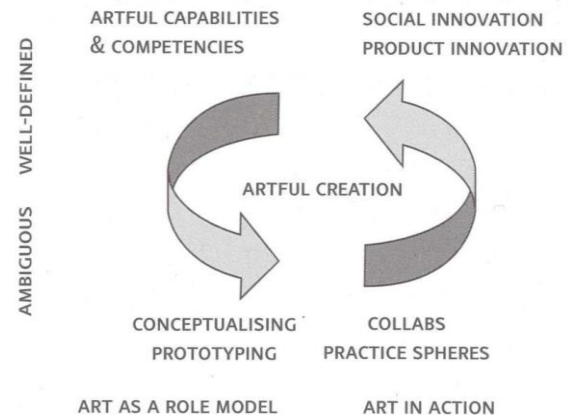 ARTFUL CAPABILITIES
& COMPETENCIES
SOCIAL INNOVATION
PRODUCT INNOVATION
WELL-DEFINED
AMBIGUOUS
ARTFUL CREATION
CONCEPTUALISING
PROTOTYPING
COLLABS
PRACTICE SPHERES
ART AS A ROLE MODEL
ART IN ACTION